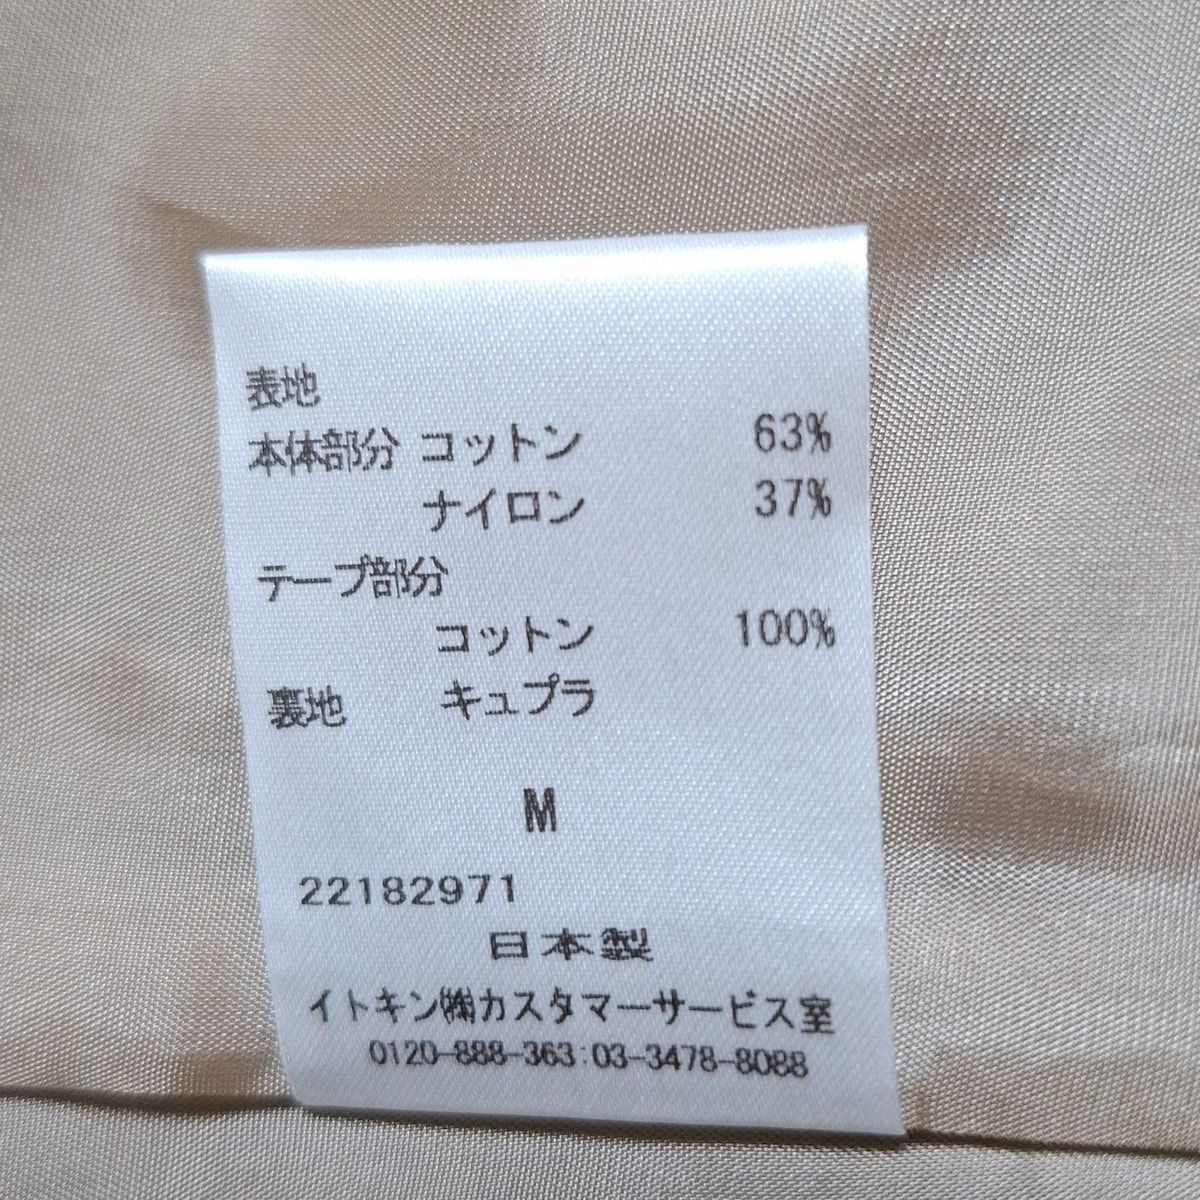 表地
本体部分 コットン 63%
ナイロン 37%
テープ部分
コットン 100%
裏地 キュプラ
M
22182971
日本製
イトキン㈱カスタマーサービス室
0120-888-363:03-3478-8088